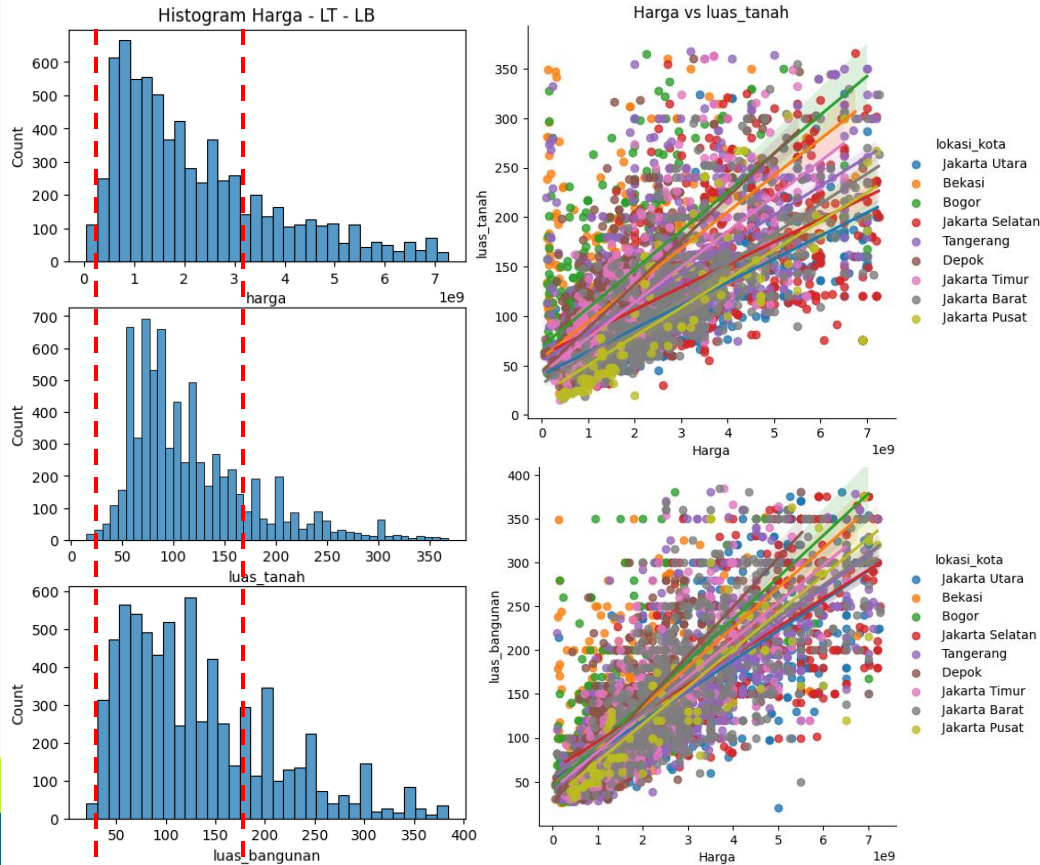 Histogram Harga - LT - LB
600
500
400
300
200
100
0
Count
0 1 2 3 4 5 6 7
1e9
harga
700
600
500
400
300
200
100
0
Count
0 50 100 150 200 250 300 350
luas_tanah
600
500
400
300
200
100
0
Count
50 100 150 200 250 300 350 400
luas_bangunan
Harga vs luas_tanah
350
300
250
200
150
100
50
0
luas_tanah
0 1 2 3 4 5 6 7
1e9
Harga
lokasi_kota
Jakarta Utara
Bekasi
Bogor
Jakarta Selatan
Tangerang
Depok
Jakarta Timur
Jakarta Barat
Jakarta Pusat
400
350
300
250
200
150
100
50
luas_bangunan
0 1 2 3 4 5 6 7
1e9
Harga
lokasi_kota
Jakarta Utara
Bekasi
Bogor
Jakarta Selatan
Tangerang
Depok
Jakarta Timur
Jakarta Barat
Jakarta Pusat